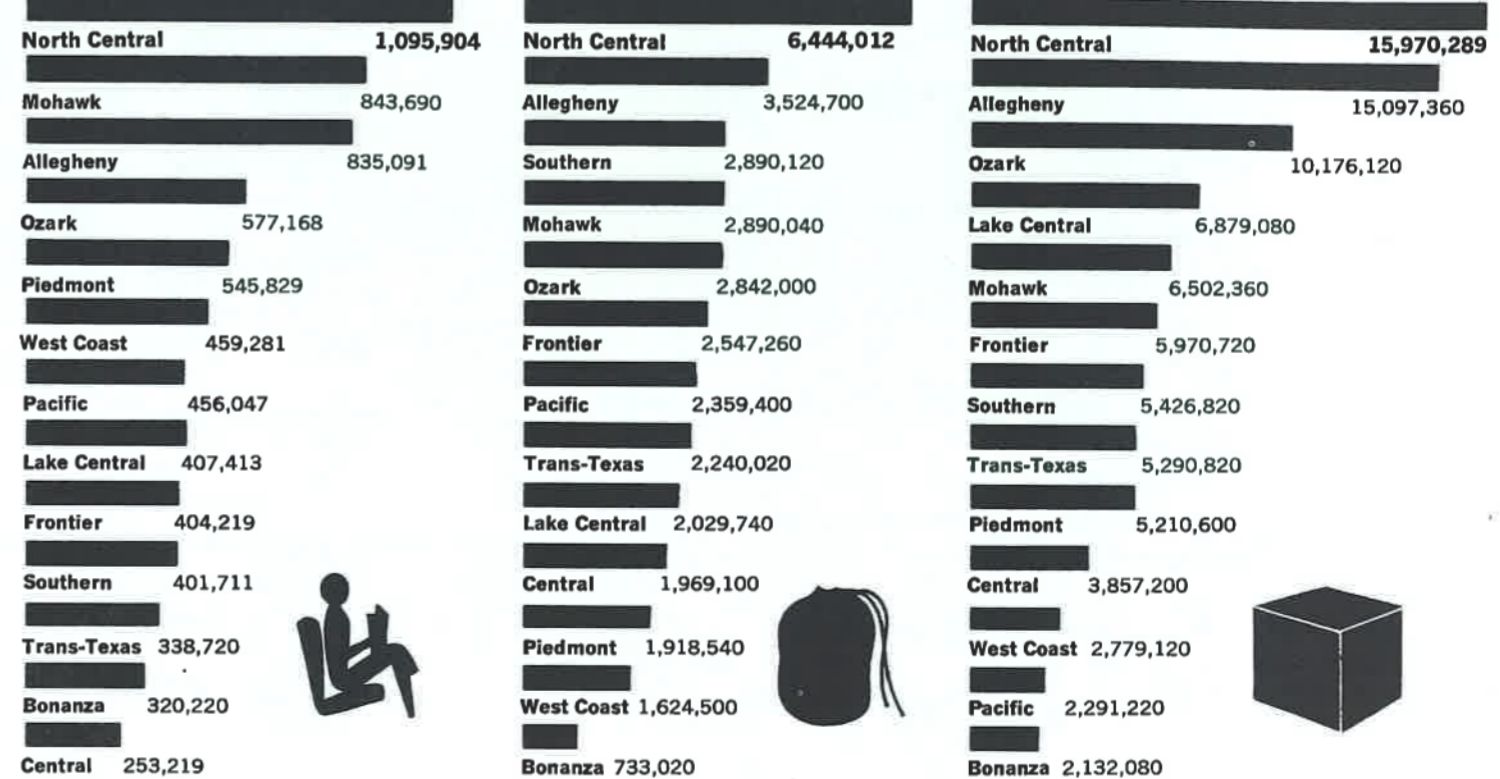 North Central 1,095,904
Mohawk 843,690
Allegheny 835,091
Ozark 577,168
Piedmont 545,829
West Coast 459,281
Pacific 456,047
Lake Central 407,413
Frontier 404,219
Southern 401,711
Trans-Texas 338,720
Bonanza 320,220
Central 253,219
North Central 6,444,012
Allegheny 3,524,700
Southern 2,890,120
Mohawk 2,890,040
Ozark 2,842,000
Frontier 2,547,260
Pacific 2,359,400
Trans-Texas 2,240,020
Lake Central 2,029,740
Central 1,969,100
Piedmont 1,918,540
West Coast 1,624,500
Bonanza 733,020
North Central 15,970,289
Allegheny 15,097,360
Ozark 10,176,120
Lake Central 6,879,080
Mohawk 6,502,360
Frontier 5,970,720
Southern 5,426,820
Trans-Texas 5,290,820
Piedmont 5,210,600
Central 3,857,200
West Coast 2,779,120
Pacific 2,291,220
Bonanza 2,132,080